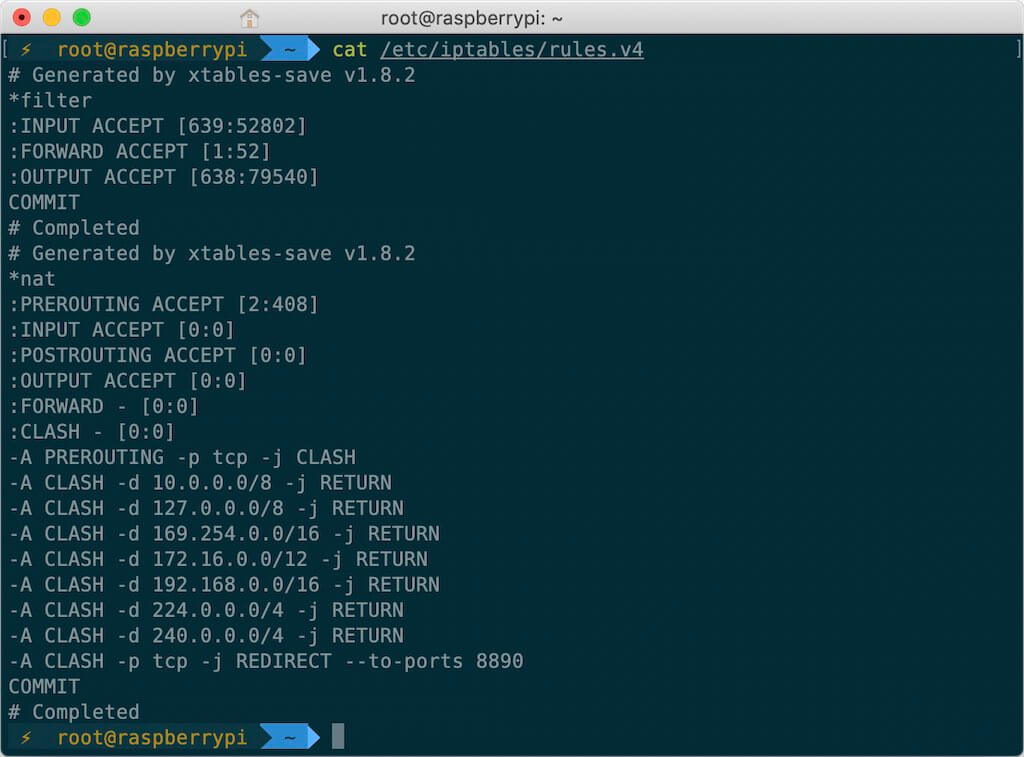 root@raspberrypi: ~
[ ⚡ root@raspberrypi ~ cat /etc/iptables/rules.v4 ]
# Generated by xtables-save v1.8.2
*filter
:INPUT ACCEPT [639:52802]
:FORWARD ACCEPT [1:52]
:OUTPUT ACCEPT [638:79540]
COMMIT
# Completed
# Generated by xtables-save v1.8.2
*nat
:PREROUTING ACCEPT [2:408]
:INPUT ACCEPT [0:0]
:POSTROUTING ACCEPT [0:0]
:OUTPUT ACCEPT [0:0]
:FORWARD - [0:0]
:CLASH - [0:0]
-A PREROUTING -p tcp -j CLASH
-A CLASH -d 10.0.0.0/8 -j RETURN
-A CLASH -d 127.0.0.0/8 -j RETURN
-A CLASH -d 169.254.0.0/16 -j RETURN
-A CLASH -d 172.16.0.0/12 -j RETURN
-A CLASH -d 192.168.0.0/16 -j RETURN
-A CLASH -d 224.0.0.0/4 -j RETURN
-A CLASH -d 240.0.0.0/4 -j RETURN
-A CLASH -p tcp -j REDIRECT --to-ports 8890
COMMIT
# Completed
⚡ root@raspberrypi ~